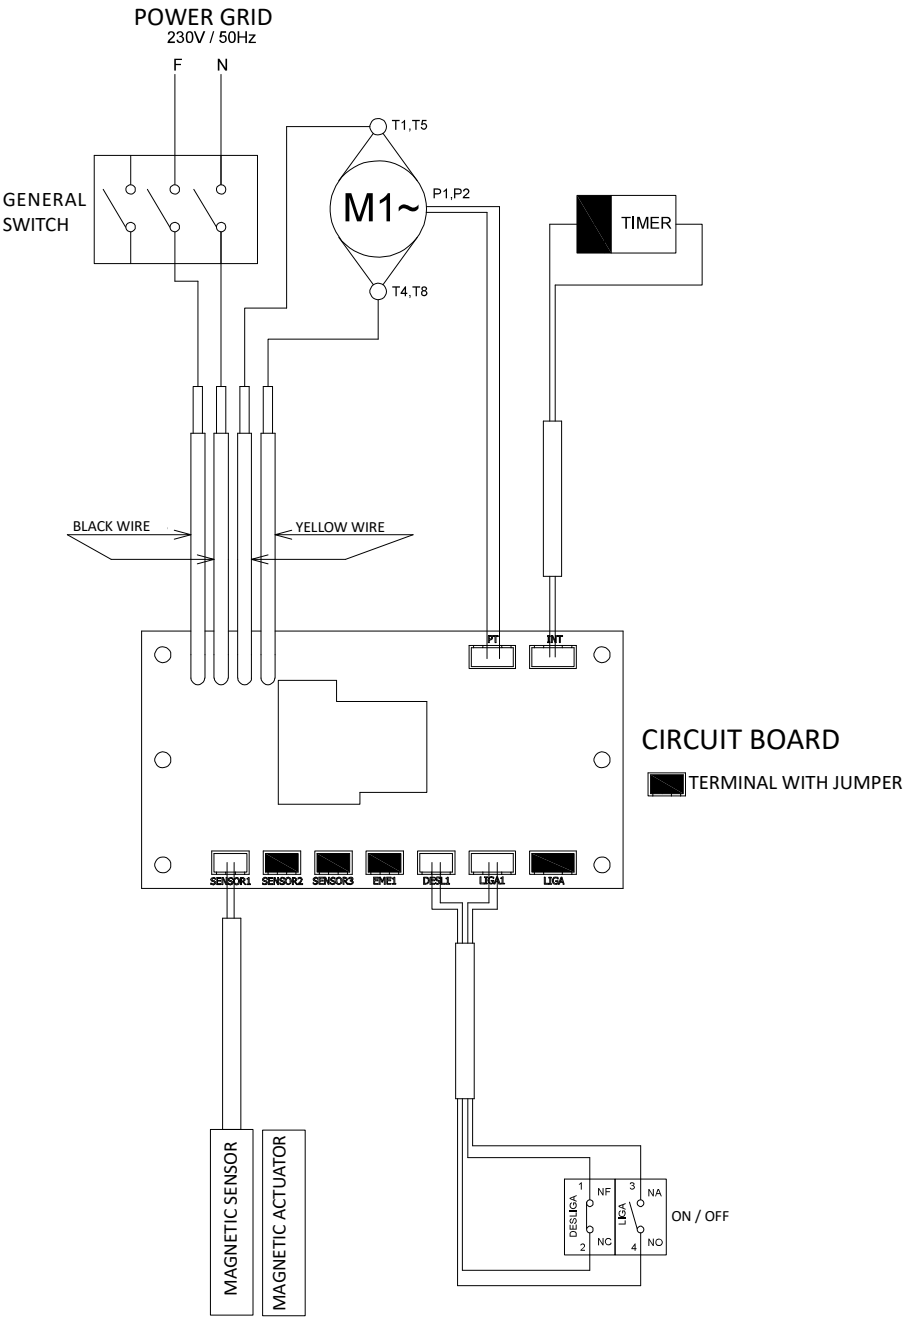 POWER GRID
230V / 50Hz
F
N
T1,T5
GENERAL
SWITCH
M1~
P1,P2
TIMER
T4,T8
BLACK WIRE
YELLOW WIRE
PT
INT
CIRCUIT BOARD
TERMINAL WITH JUMPER
SENSOR1
SENSOR2
SENSOR3
EME1
DESL1
LIGA1
LIGA
MAGNETIC SENSOR
MAGNETIC ACTUATOR
DESLIGA
1
NF
2
NC
LIGA
3
NA
4
NO
ON / OFF